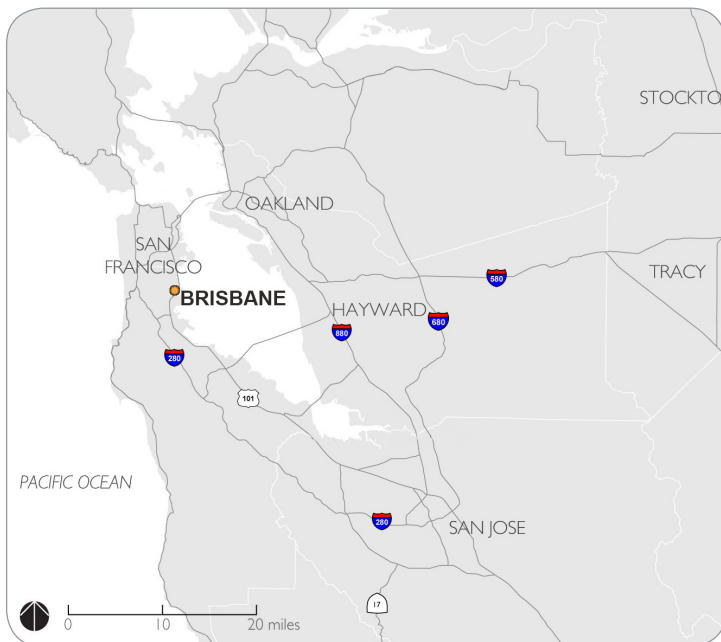 STOCKTO
OAKLAND
SAN
FRANCISCO
TRACY
580
BRISBANE
HAYWARD
680
880
280
101
PACIFIC OCEAN
280
SAN JOSE
17
0 10 20 miles